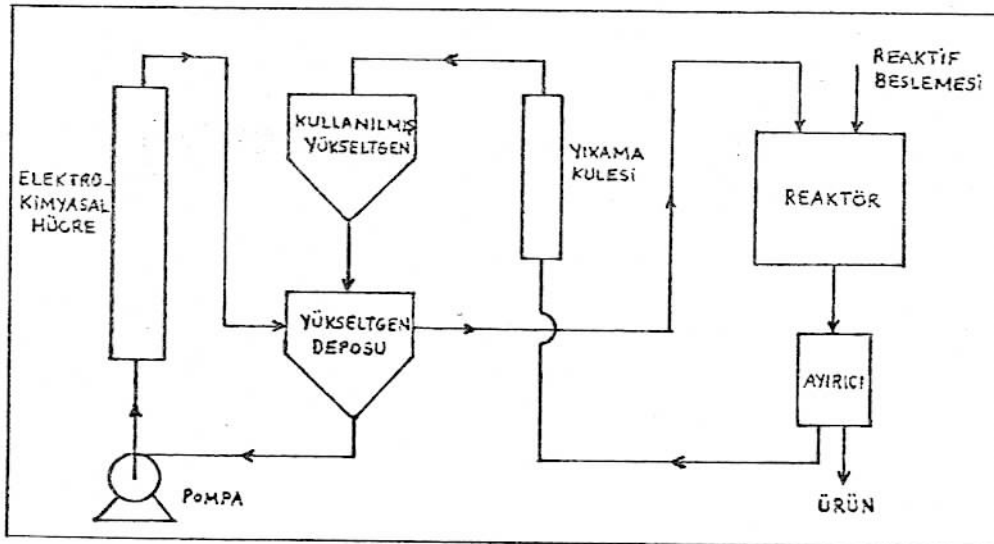 ELEKTRO-
KİMYASAL
HÜCRE
KULLANILMIŞ
YÜKSELTGEN
YIKAMA
KULESİ
REAKTİF
BESLEMESİ
REAKTÖR
YÜKSELTGEN
DEPOSU
AYIRICI
POMPA
ÜRÜN